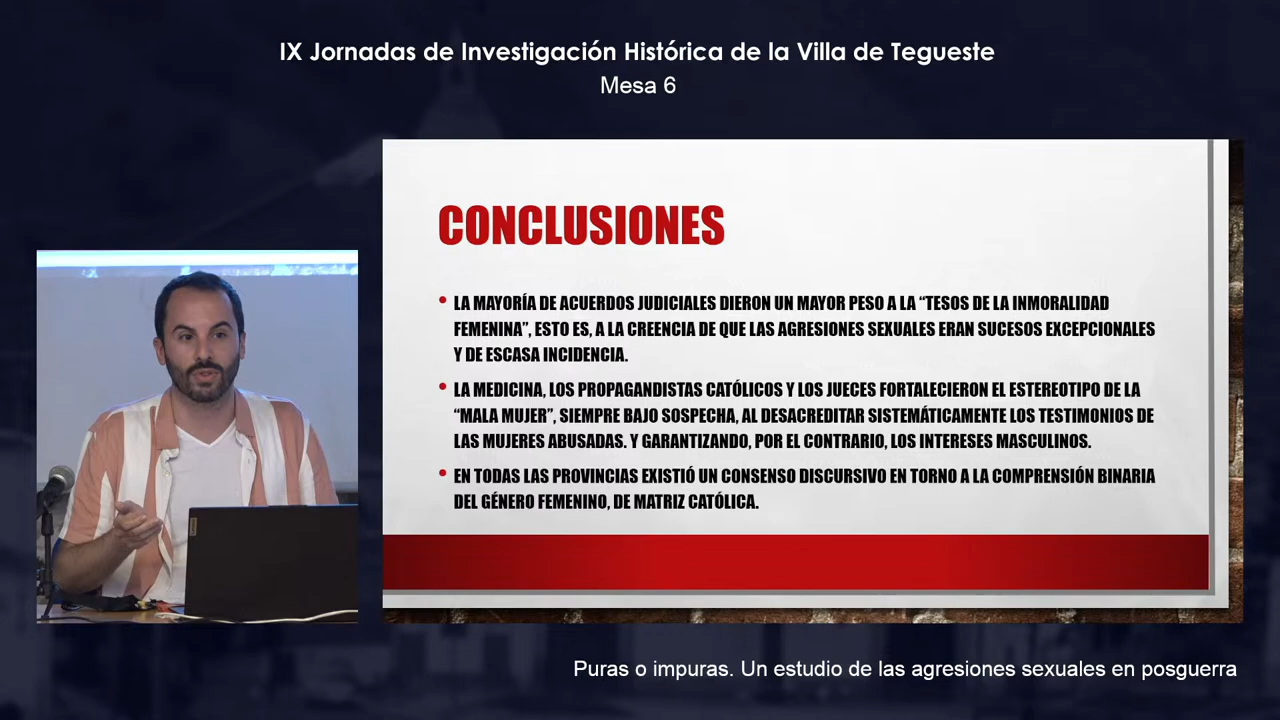 IX Jornadas de Investigación Histórica de la Villa de Tegueste
Mesa 6
CONCLUSIONES
• LA MAYORÍA DE ACUERDOS JUDICIALES DIERON UN MAYOR PESO A LA “TESOS DE LA INMORALIDAD
FEMENINA”, ESTO ES, A LA CREENCIA DE QUE LAS AGRESIONES SEXUALES ERAN SUCESOS EXCEPCIONALES
Y DE ESCASA INCIDENCIA.
• LA MEDICINA, LOS PROPAGANDISTAS CATÓLICOS Y LOS JUECES FORTALECIERON EL ESTEREOTIPO DE LA
“MALA MUJER”, SIEMPRE BAJO SOSPECHA, AL DESACREDITAR SISTEMÁTICAMENTE LOS TESTIMONIOS DE
LAS MUJERES ABUSADAS. Y GARANTIZANDO, POR EL CONTRARIO, LOS INTERESES MASCULINOS.
• EN TODAS LAS PROVINCIAS EXISTIÓ UN CONSENSO DISCURSIVO EN TORNO A LA COMPRENSIÓN BINARIA
DEL GÉNERO FEMENINO, DE MATRIZ CATÓLICA.
Puras o impuras. Un estudio de las agresiones sexuales en posguerra